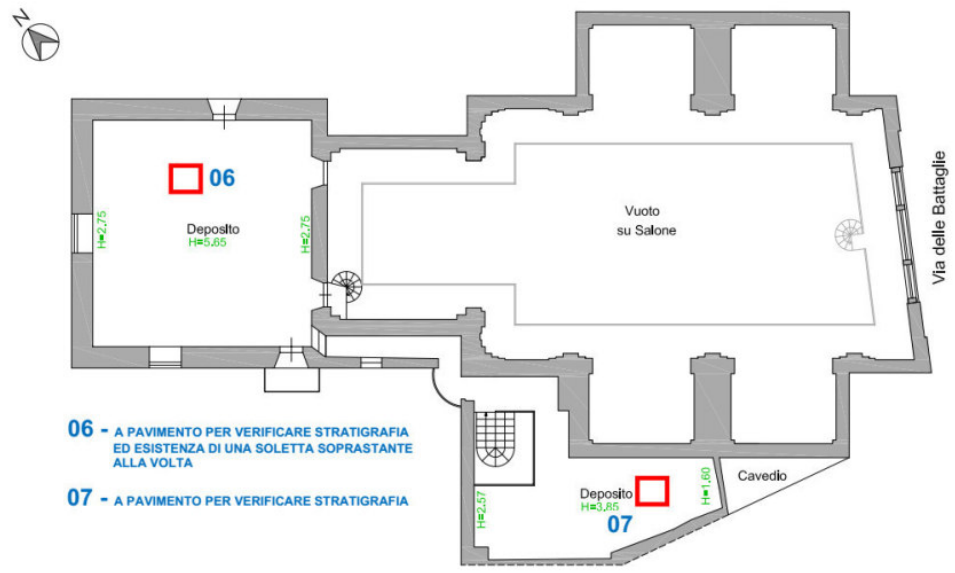 N
06
Deposito
H=5.65
H=2.75
H=2.75
Vuoto
su Salone
Via delle Battaglie
06 - A PAVIMENTO PER VERIFICARE STRATIGRAFIA
ED ESISTENZA DI UNA SOLETTA SOPRASTANTE
ALLA VOLTA
07 - A PAVIMENTO PER VERIFICARE STRATIGRAFIA
Deposito
H=3.85
07
H=2.57
H=1.60
Cavedio